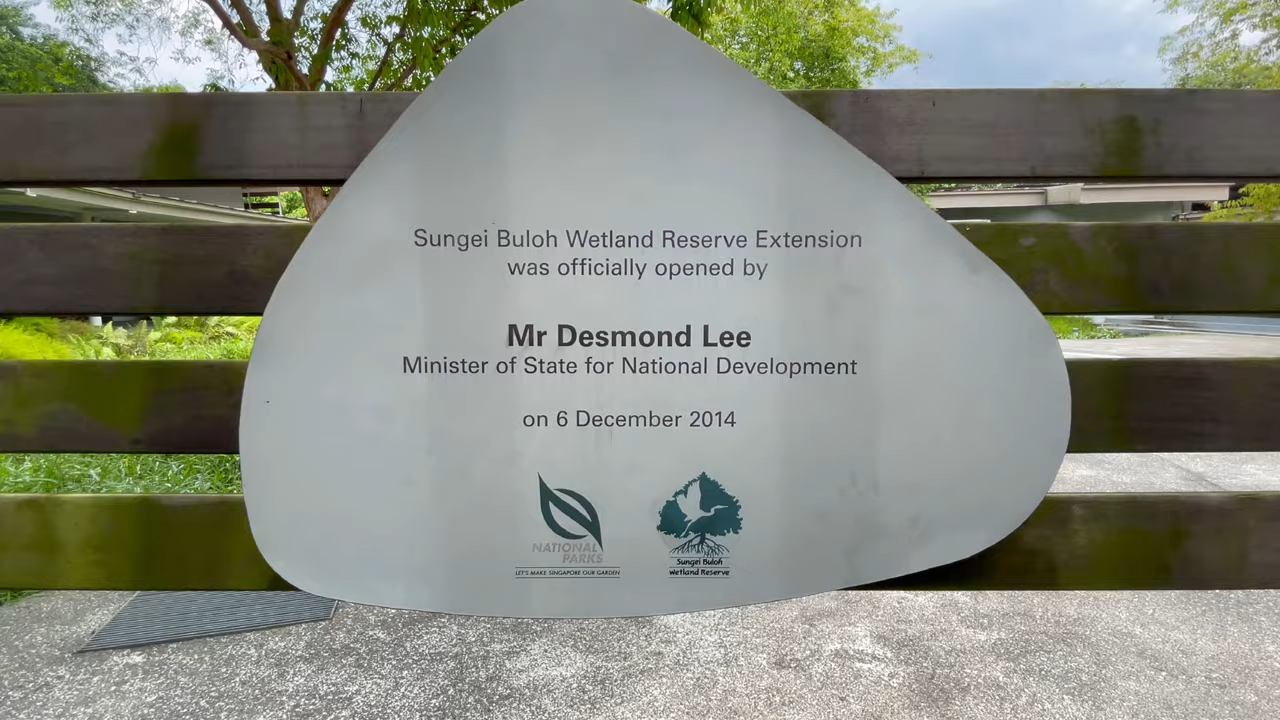 Sungei Buloh Wetland Reserve Extension
was officially opened by
Mr Desmond Lee
Minister of State for National Development
on 6 December 2014
NATIONAL
PARKS
LET'S MAKE SINGAPORE OUR GARDEN
Sungei Buloh
Wetland Reserve